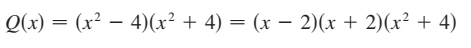 Q(x) = (x² − 4)(x² + 4) = (x − 2)(x + 2)(x² + 4)